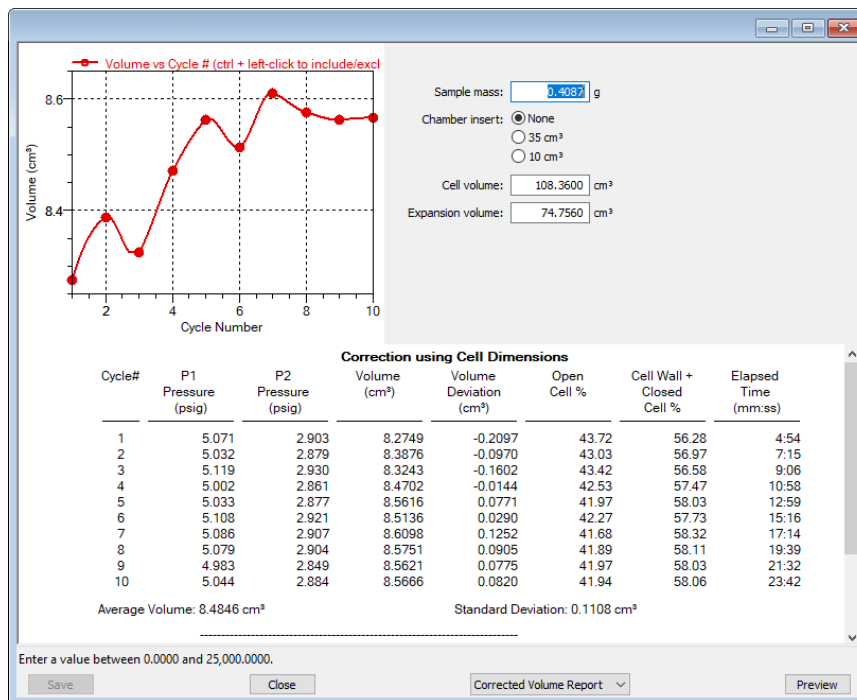 Volume vs Cycle # (ctrl + left-click to include/excl
8.6
8.4
Volume (cm³)
2 4 6 8 10
Cycle Number
Sample mass: 0.4087 g
Chamber insert: None
35 cm³
10 cm³
Cell volume: 108.3600 cm³
Expansion volume: 74.7560 cm³
Correction using Cell Dimensions
Cycle# P1 P2 Volume Volume Open Cell Wall + Elapsed
Pressure Pressure (cm³) Deviation Cell % Closed Time
(psig) (psig) (cm³) Cell % (mm:ss)
1 5.071 2.903 8.2749 -0.2097 43.72 56.28 4:54
2 5.032 2.879 8.3876 -0.0970 43.03 56.97 7:15
3 5.119 2.930 8.3243 -0.1602 43.42 56.58 9:06
4 5.002 2.861 8.4702 -0.0144 42.53 57.47 10:58
5 5.033 2.877 8.5616 0.0771 41.97 58.03 12:59
6 5.108 2.921 8.5136 0.0290 42.27 57.73 15:16
7 5.086 2.907 8.6098 0.1252 41.68 58.32 17:14
8 5.079 2.904 8.5751 0.0905 41.89 58.11 19:39
9 4.983 2.849 8.5621 0.0775 41.97 58.03 21:32
10 5.044 2.884 8.5666 0.0820 41.94 58.06 23:42
Average Volume: 8.4846 cm³ Standard Deviation: 0.1108 cm³
Enter a value between 0.0000 and 25,000.0000.
Save Close Corrected Volume Report Preview